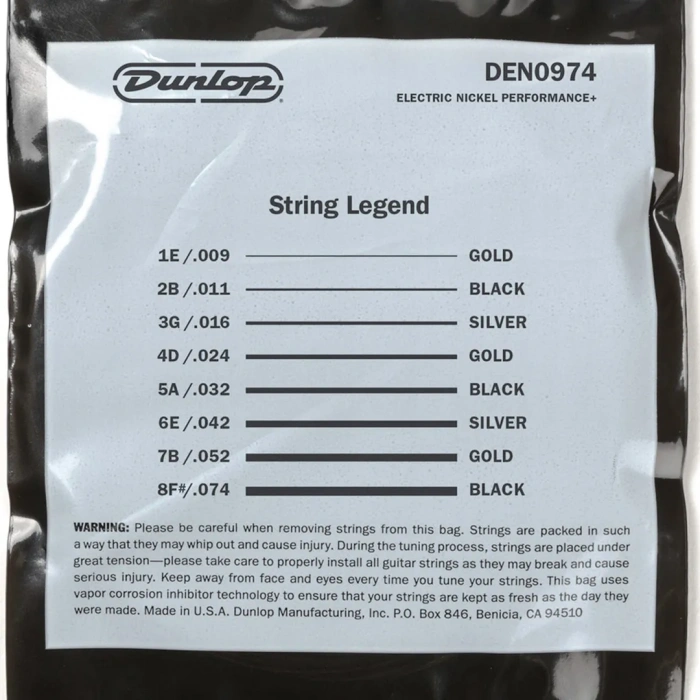 Dunlop®
DEN0974
ELECTRIC NICKEL PERFORMANCE+
String Legend
1E /.009 GOLD
2B /.011 BLACK
3G /.016 SILVER
4D /.024 GOLD
5A /.032 BLACK
6E /.042 SILVER
7B /.052 GOLD
8F#/.074 BLACK
WARNING: Please be careful when removing strings from this bag. Strings are packed in such
a way that they may whip out and cause injury. During the tuning process, strings are placed under
great tension—please take care to properly install all guitar strings as they may break and cause
serious injury. Keep away from face and eyes every time you tune your strings. This bag uses
vapor corrosion inhibitor technology to ensure that your strings are kept as fresh as the day they
were made. Made in U.S.A. Dunlop Manufacturing, Inc. P.O. Box 846, Benicia, CA 94510